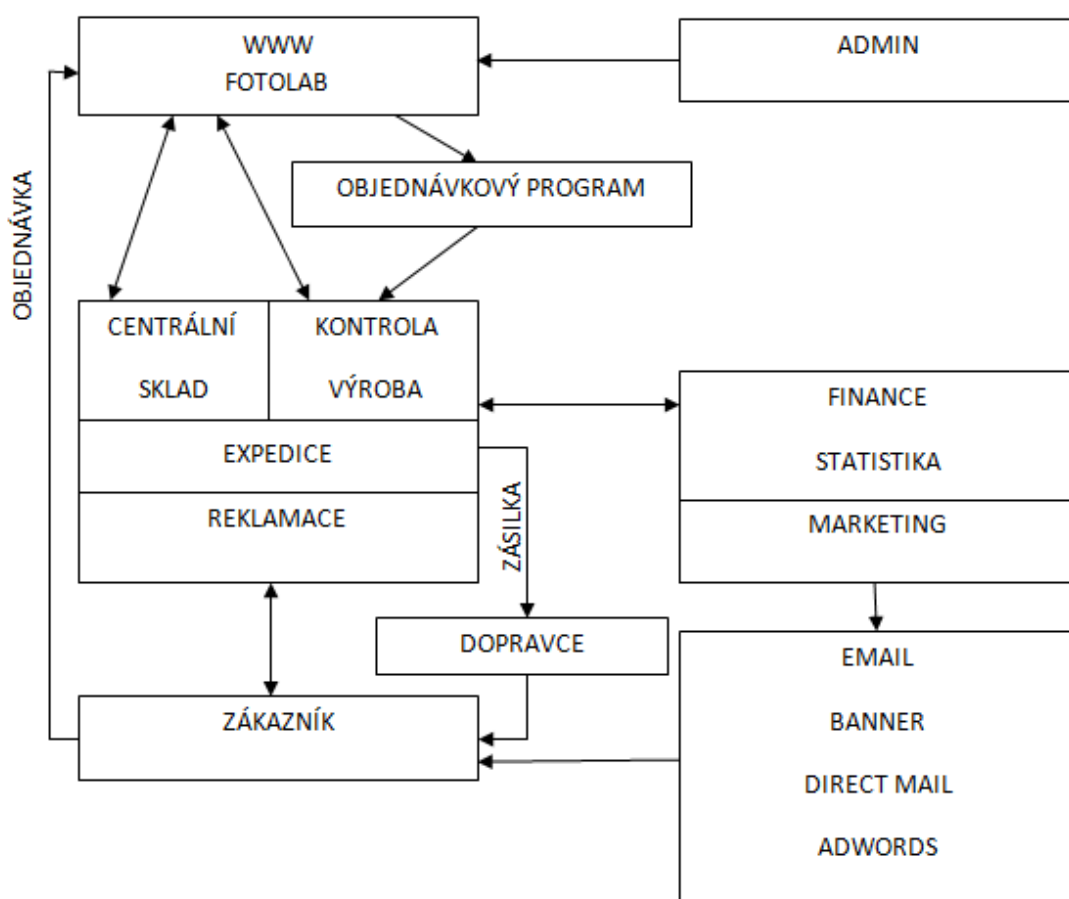 WWW
FOTOLAB
ADMIN
OBJEDNÁVKA
OBJEDNÁVKOVÝ PROGRAM
CENTRÁLNÍ
SKLAD
KONTROLA
VÝROBA
EXPEDICE
REKLAMACE
FINANCE
STATISTIKA
MARKETING
ZÁSILKA
DOPRAVCE
ZÁKAZNÍK
EMAIL
BANNER
DIRECT MAIL
ADWORDS